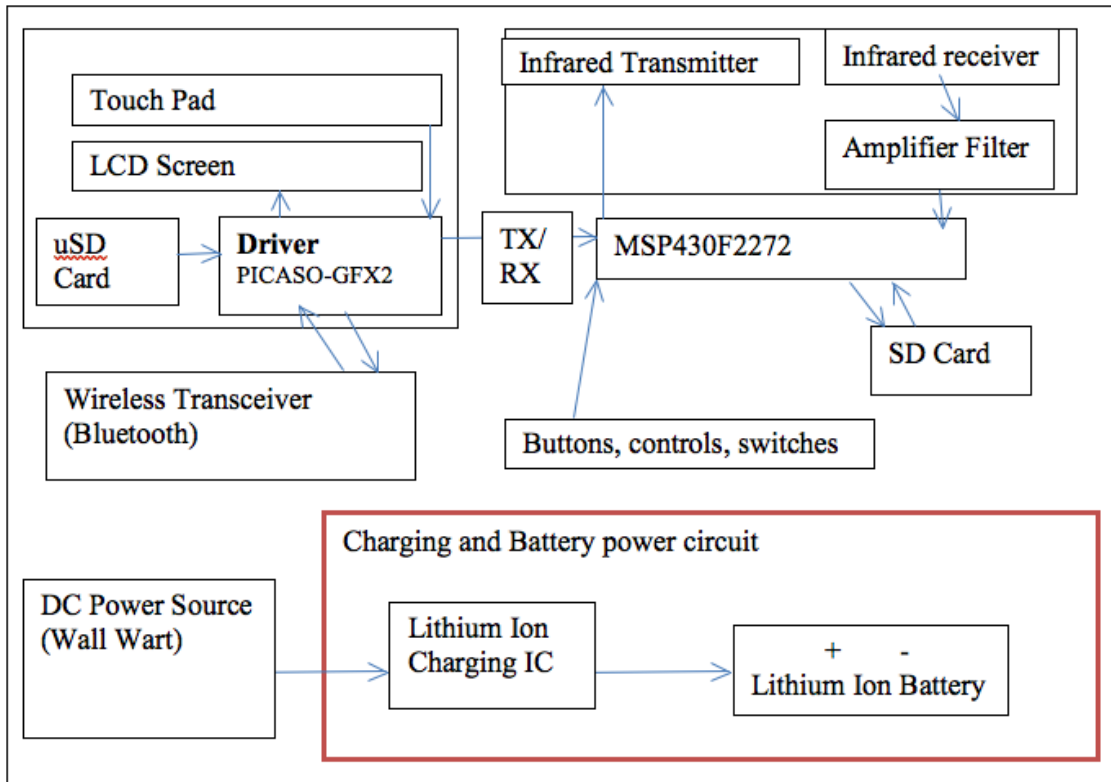 Infrared Transmitter
Infrared receiver
Touch Pad
Amplifier Filter
LCD Screen
uSD
Card
Driver
PICASO-GFX2
TX/
RX
MSP430F2272
SD Card
Wireless Transceiver
(Bluetooth)
Buttons, controls, switches
Charging and Battery power circuit
DC Power Source
(Wall Wart)
Lithium Ion
Charging IC
+ -
Lithium Ion Battery